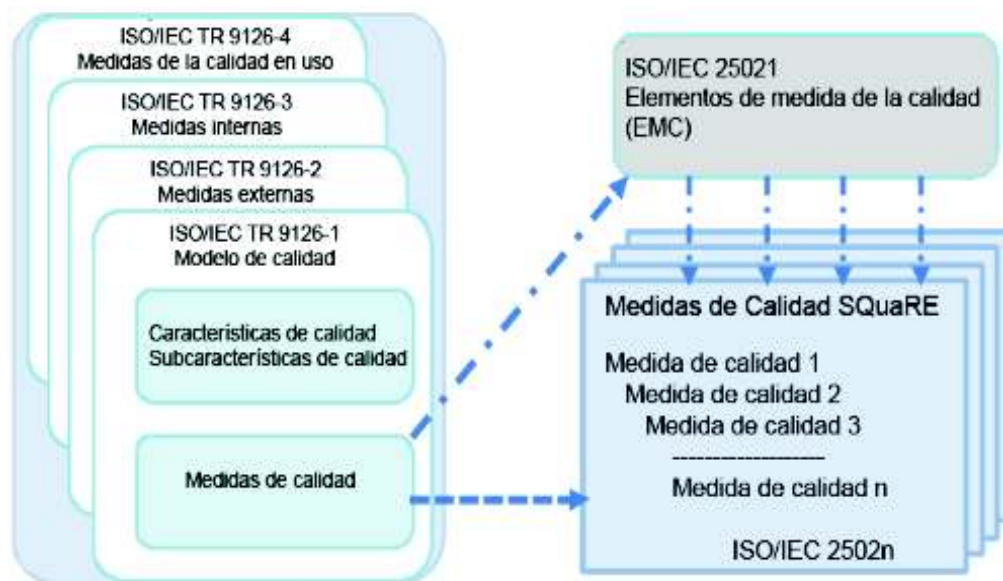 ISO/IEC TR 9126-4
Medidas de la calidad en uso
ISO/IEC TR 9126-3
Medidas internas
ISO/IEC TR 9126-2
Medidas externas
ISO/IEC TR 9126-1
Modelo de calidad
Características de calidad
Subcaracterísticas de calidad
Medidas de calidad
ISO/IEC 25021
Elementos de medida de la calidad
(EMC)
Medidas de Calidad SQuaRE
Medida de calidad 1
Medida de calidad 2
Medida de calidad 3
-------------------
Medida de calidad n
ISO/IEC 2502n